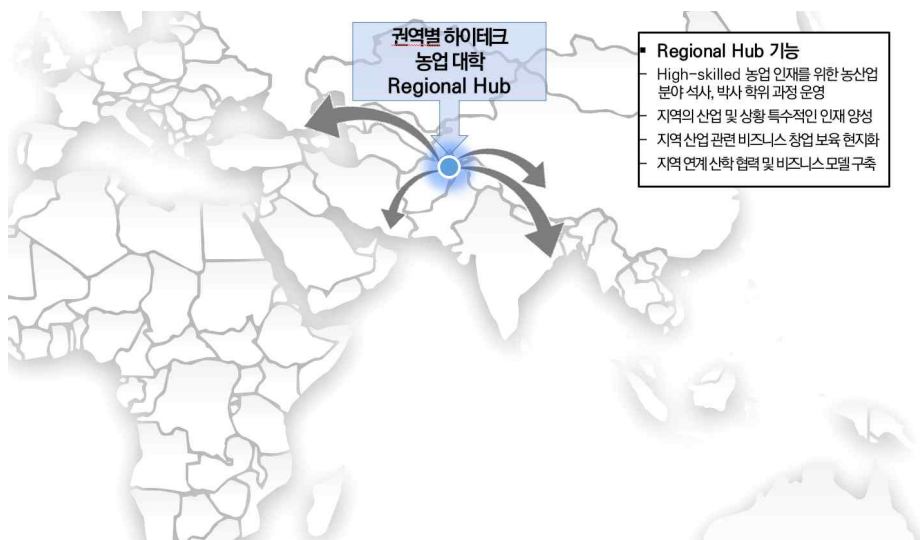 권역별 하이테크
농업 대학
Regional Hub
▪ Regional Hub 기능
– High-skilled 농업 인재를 위한 농산업
분야 석사, 박사 학위 과정 운영
– 지역의 산업 및 상황 특수적인 인재 양성
– 지역 산업 관련 비즈니스 창업 보육 현지화
– 지역 연계 산학 협력 및 비즈니스 모델 구축